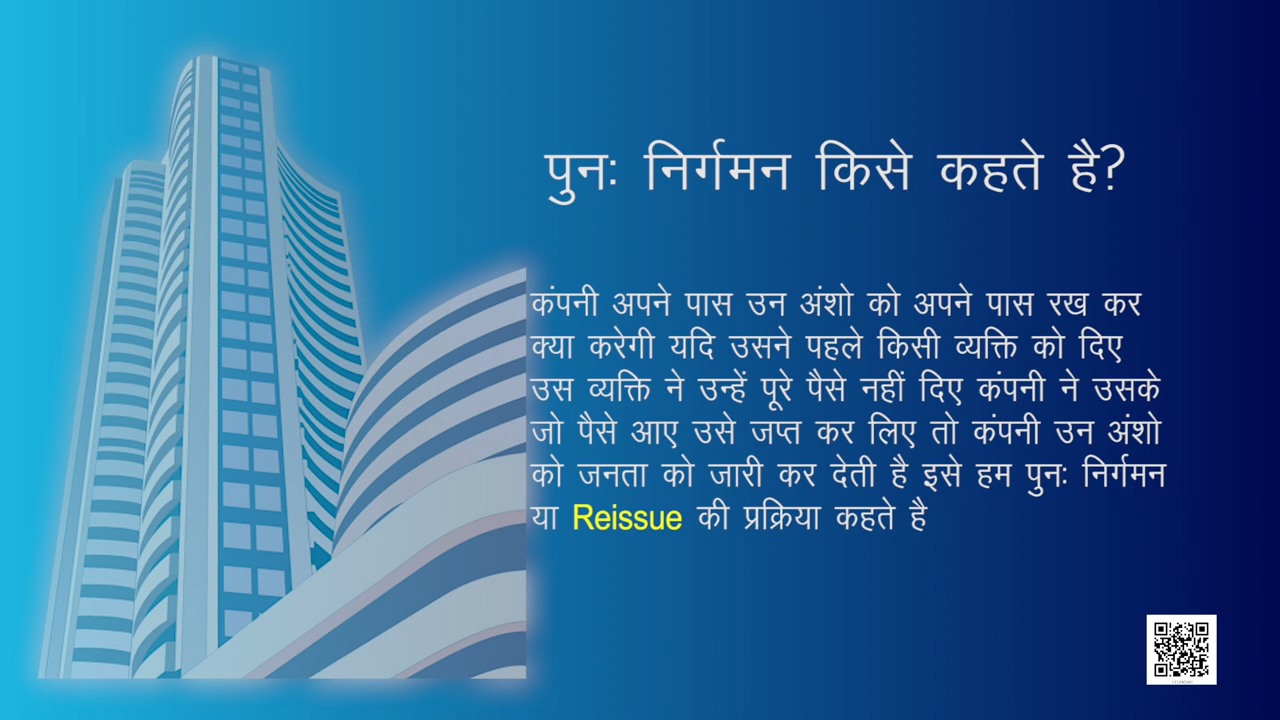 पुनः निर्गमन किसे कहते है?
कंपनी अपने पास उन अंशो को अपने पास रख कर
क्या करेगी यदि उसने पहले किसी व्यक्ति को दिए
उस व्यक्ति ने उन्हें पूरे पैसे नहीं दिए कंपनी ने उसके
जो पैसे आए उसे जप्त कर लिए तो कंपनी उन अंशो
को जनता को जारी कर देती है इसे हम पुनः निर्गमन
या Reissue की प्रक्रिया कहते है